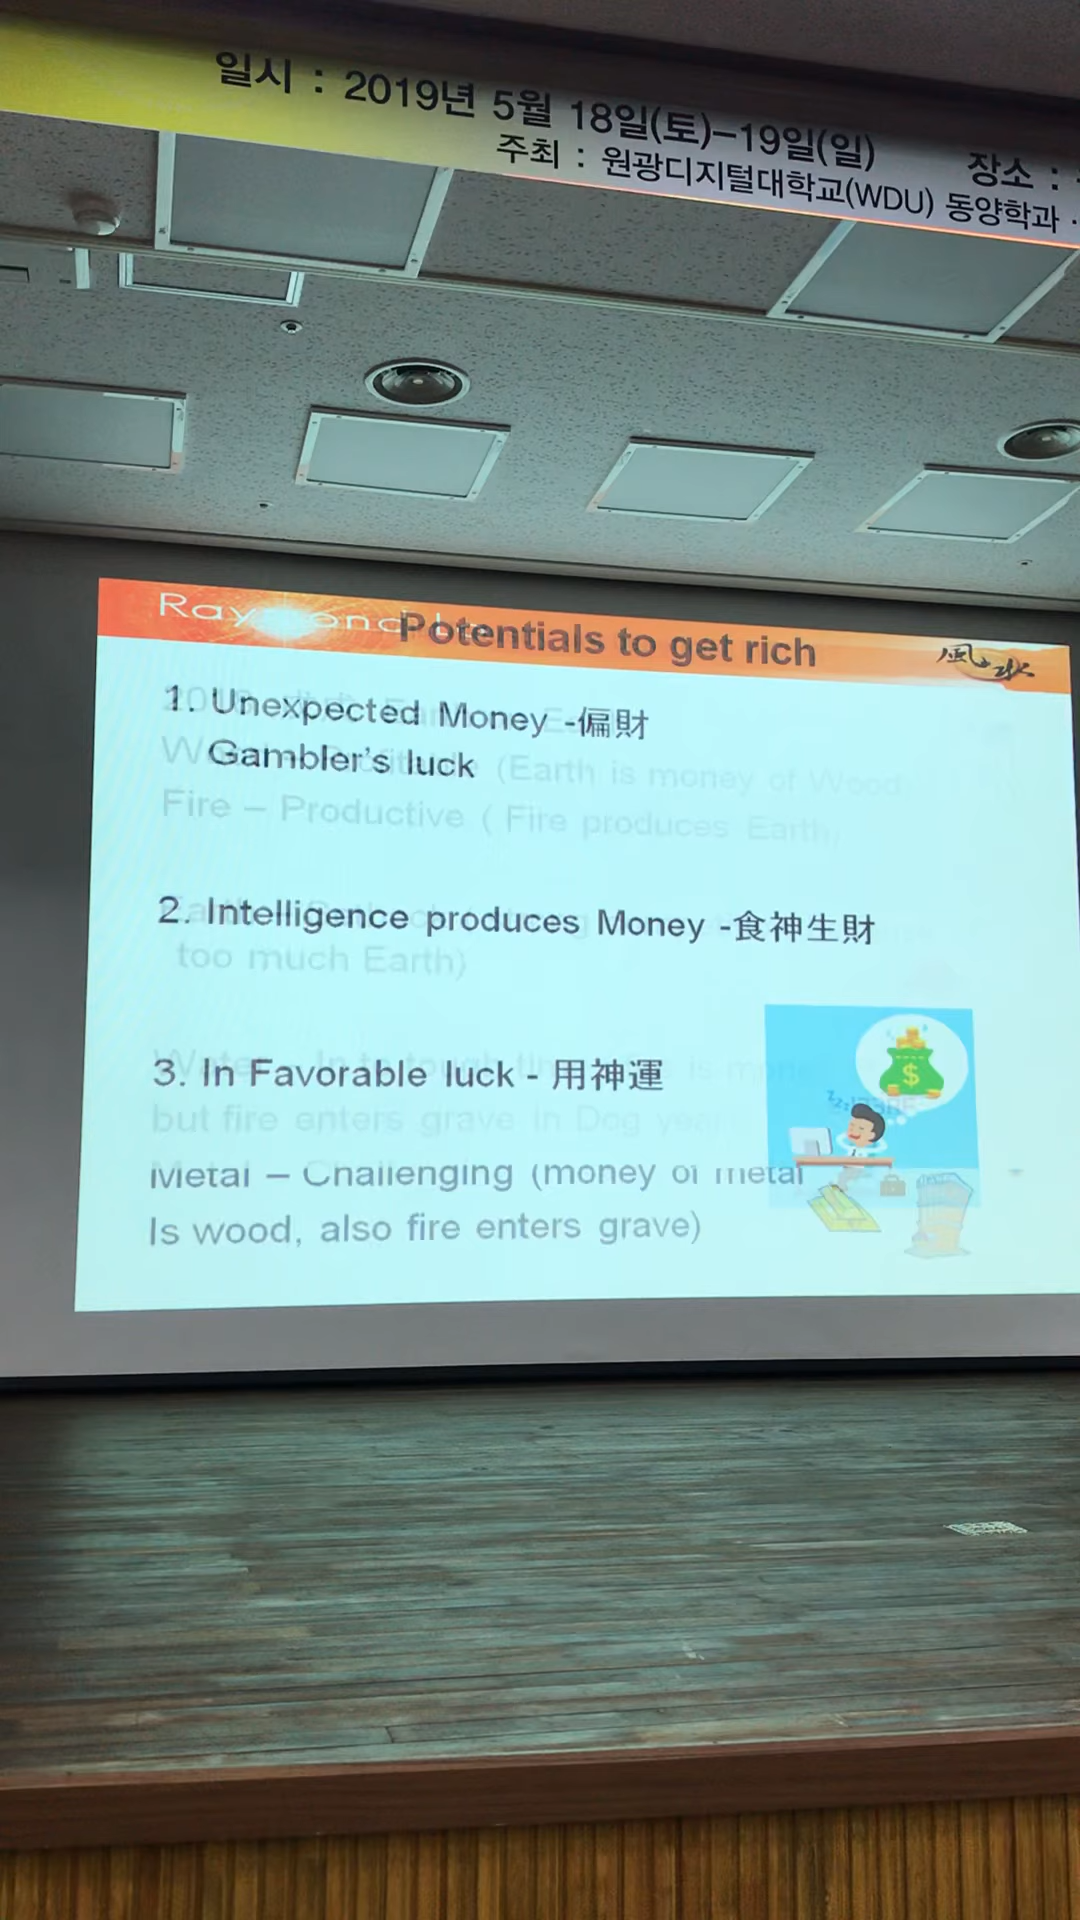 일시 : 2019년 5월 18일(토)-19일(일) 장소 :
주최 : 원광디지털대학교(WDU) 동양학과 ·
Potentials to get rich
風水
1. Unexpected Money -偏財
Gambler's luck
(Earth is money of Wood
Fire – Productive ( Fire produces Earth)
2. Intelligence produces Money -食神生財
too much Earth)
3. In Favorable luck - 用神運
but fire enters grave in Dog year
Metal – Challenging (money of metal
Is wood, also fire enters grave)